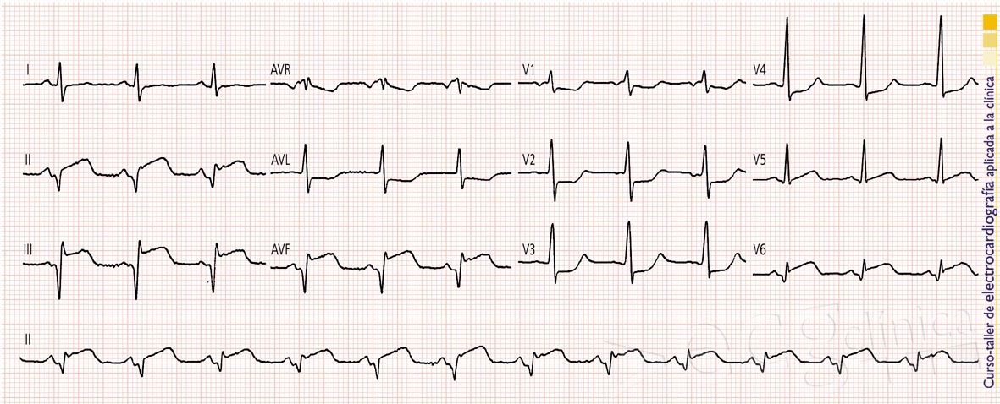 I AVR V1 V4
II AVL V2 V5
III AVF V3 V6
II
Curso-taller de electrocardiografía aplicada a la clínica